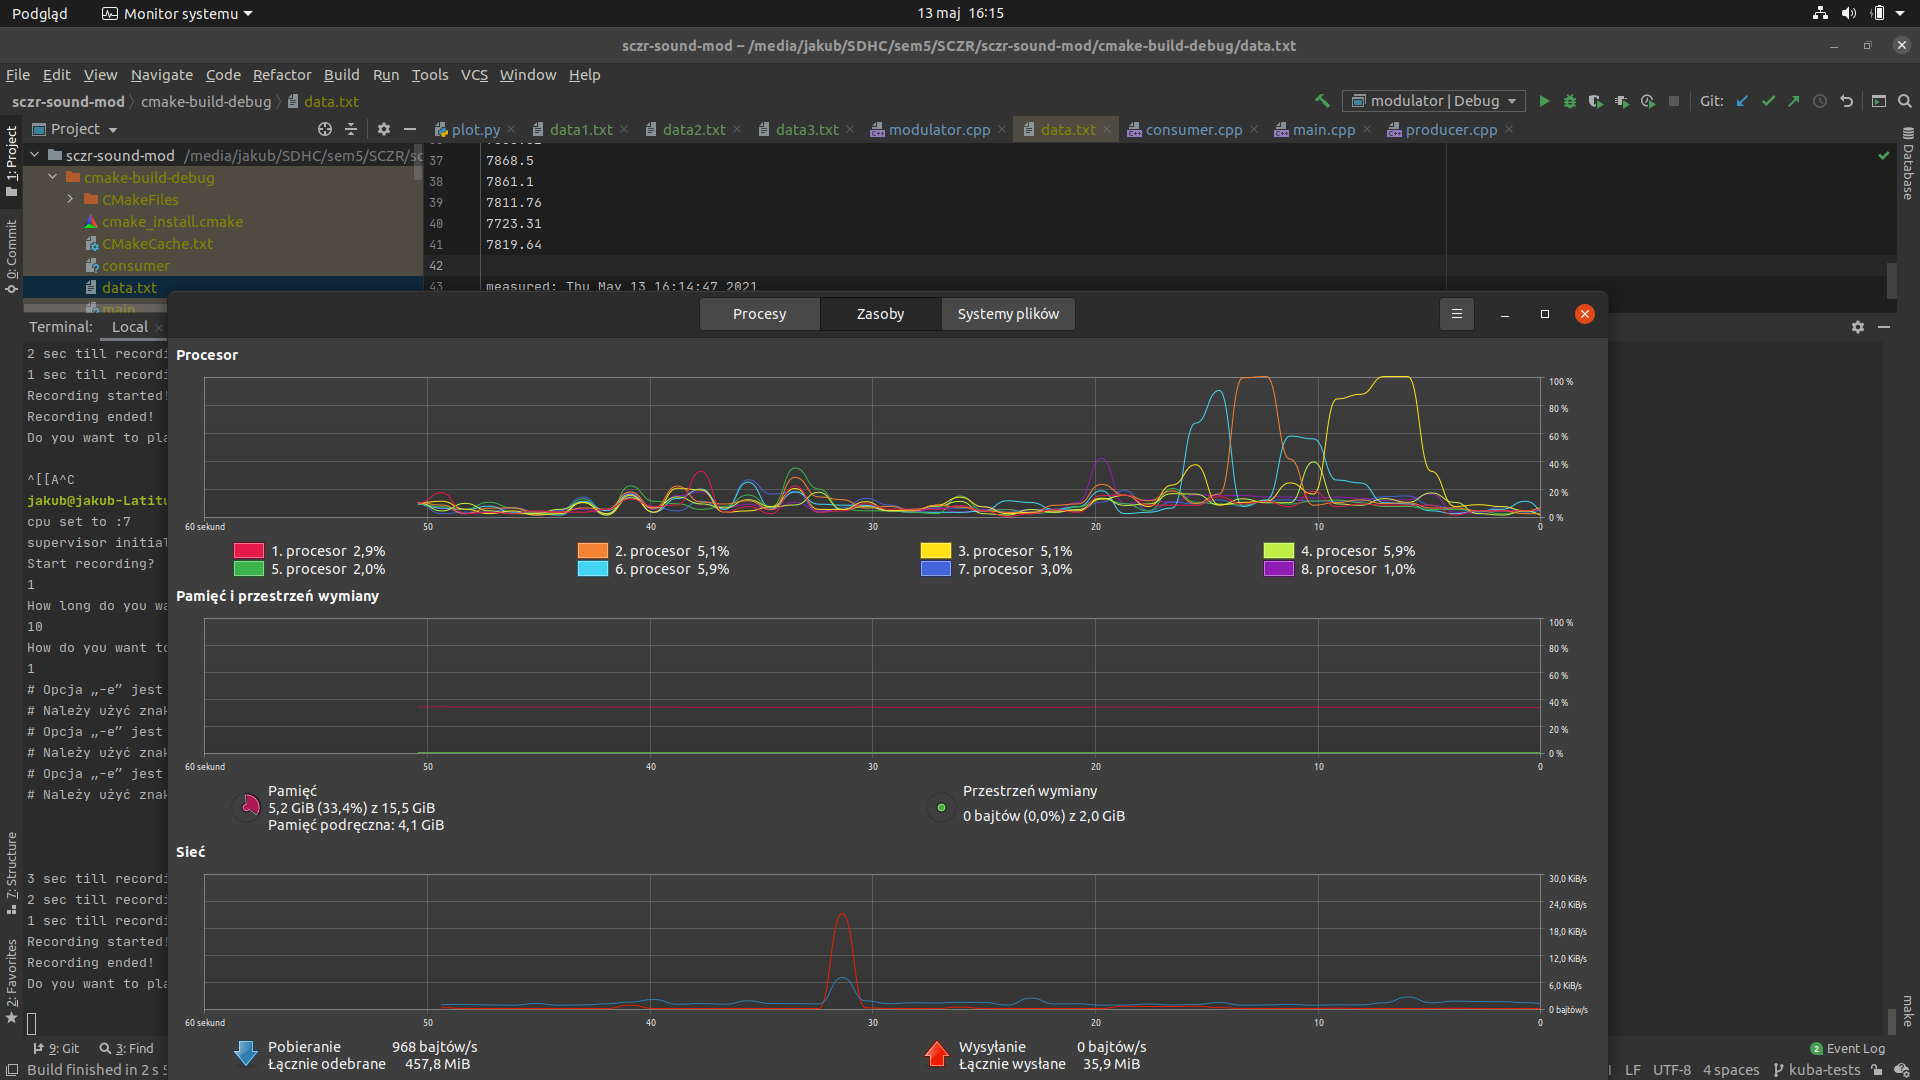 Podgląd
Monitor systemu
13 maj 16:15
sczr-sound-mod – /media/jakub/SDHC/sem5/SCZR/sczr-sound-mod/cmake-build-debug/data.txt
File Edit View Navigate Code Refactor Build Run Tools VCS Window Help
sczr-sound-mod cmake-build-debug data.txt
modulator | Debug
Git:
Project
plot.py data1.txt data2.txt data3.txt modulator.cpp data.txt consumer.cpp main.cpp producer.cpp
1: Project
0: Commit
7: Structure
2: Favorites
Database
make
sczr-sound-mod /media/jakub/SDHC/sem5/SCZR/sc
cmake-build-debug
CMakeFiles
cmake_install.cmake
CMakeCache.txt
consumer
data.txt
main
37 7868.5
38 7861.1
39 7811.76
40 7723.31
41 7819.64
42
43 measured: Thu May 13 16:14:47 2021
Terminal: Local
2 sec till recordi
1 sec till recordi
Recording started!
Recording ended!
Do you want to pla
^[[A^C
jakub@jakub-Latitu
cpu set to :7
supervisor initial
Start recording?
1
How long do you wa
10
How do you want to
1
# Opcja „-e” jest
# Należy użyć znak
# Opcja „-e” jest
# Należy użyć znak
# Opcja „-e” jest
# Należy użyć znak
3 sec till recordi
2 sec till recordi
1 sec till recordi
Recording started!
Recording ended!
Do you want to pla
Procesy Zasoby Systemy plików
Procesor
100 %
80 %
60 %
40 %
20 %
0 %
60 sekund 50 40 30 20 10 0
1. procesor 2,9% 2. procesor 5,1% 3. procesor 5,1% 4. procesor 5,9%
5. procesor 2,0% 6. procesor 5,9% 7. procesor 3,0% 8. procesor 1,0%
Pamięć i przestrzeń wymiany
100 %
80 %
60 %
40 %
20 %
0 %
60 sekund 50 40 30 20 10 0
Pamięć
5,2 GiB (33,4%) z 15,5 GiB
Pamięć podręczna: 4,1 GiB
Przestrzeń wymiany
0 bajtów (0,0%) z 2,0 GiB
Sieć
30,0 KiB/s
24,0 KiB/s
18,0 KiB/s
12,0 KiB/s
6,0 KiB/s
0 bajtów/s
60 sekund 50 40 30 20 10 0
Pobieranie 968 bajtów/s
Łącznie odebrane 457,8 MiB
Wysyłanie 0 bajtów/s
Łącznie wysłane 35,9 MiB
9: Git 3: Find
2 Event Log
Build finished in 2 s 5
LF UTF-8 4 spaces kuba-tests